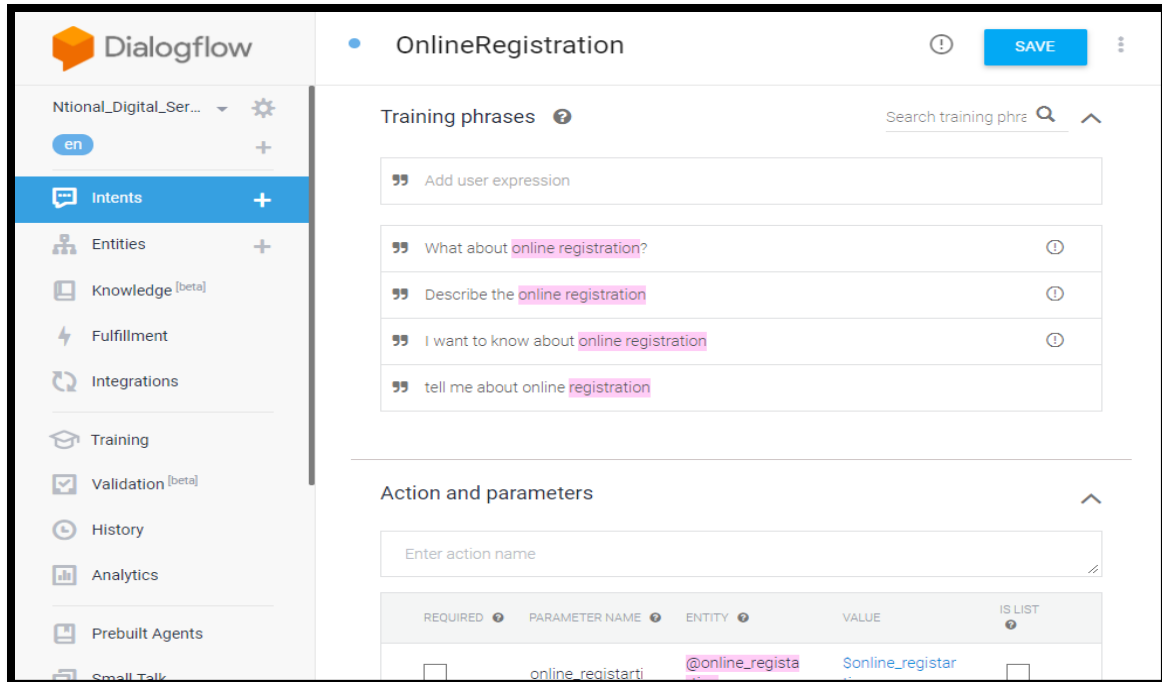 Dialogflow
OnlineRegistration
SAVE
Ntional_Digital_Ser...
en
Intents
Entities
Knowledge [beta]
Fulfillment
Integrations
Training
Validation [beta]
History
Analytics
Prebuilt Agents
Small Talk
Training phrases
Search training phra
Add user expression
What about online registration?
Describe the online registration
I want to know about online registration
tell me about online registration
Action and parameters
Enter action name
REQUIRED PARAMETER NAME ENTITY VALUE IS LIST
online_registarti @online_regista $online_registar